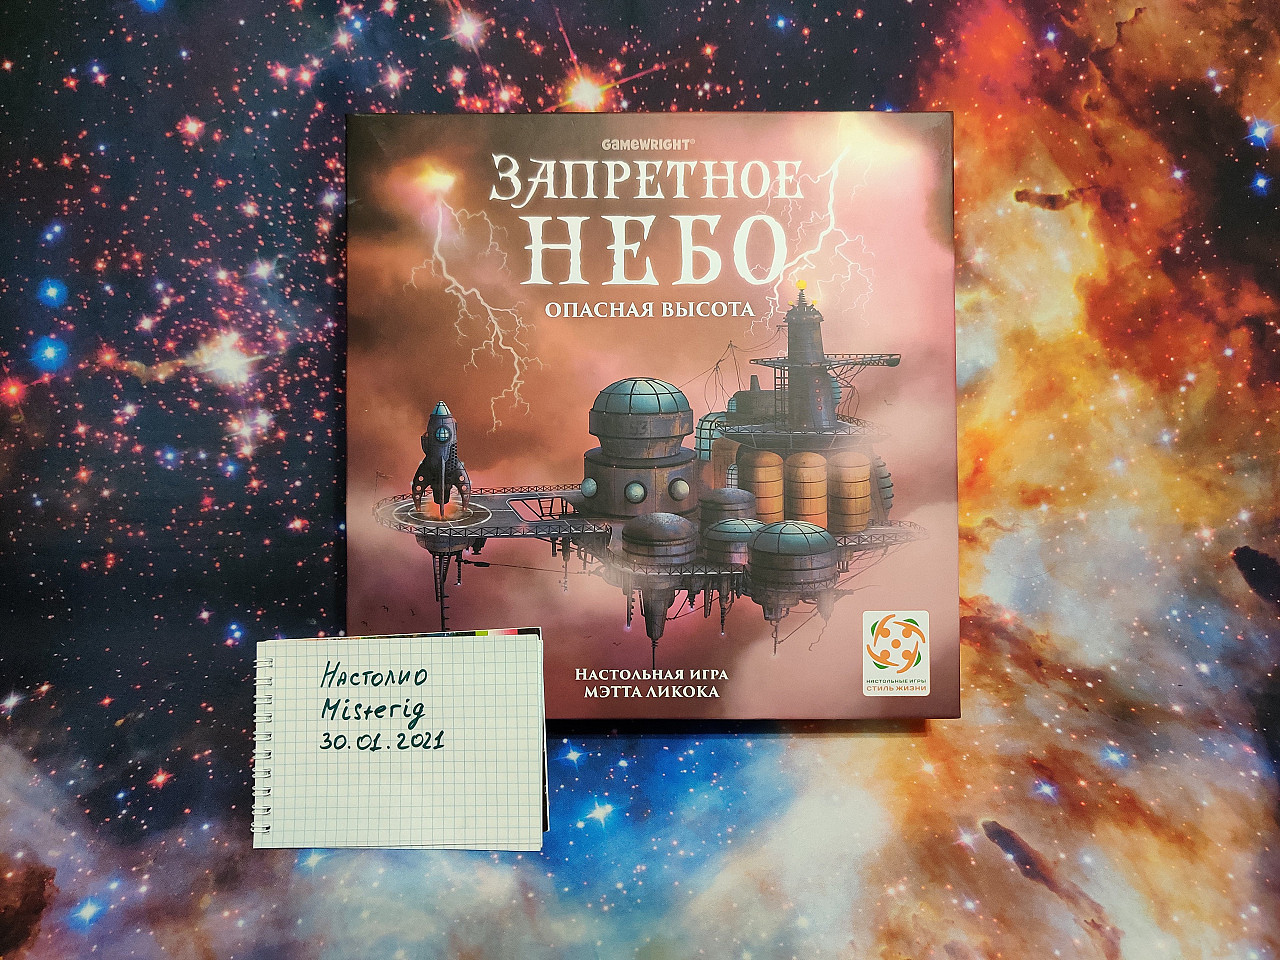 GAMEWRIGHT®
ЗАПРЕТНОЕ
НЕБО
ОПАСНАЯ ВЫСОТА
НАСТОЛЬНАЯ ИГРА
МЭТТА ЛИКОКА
НАСТОЛЬНЫЕ ИГРЫ
СТИЛЬ ЖИЗНИ
Настолио
Misterig
30.01.2021